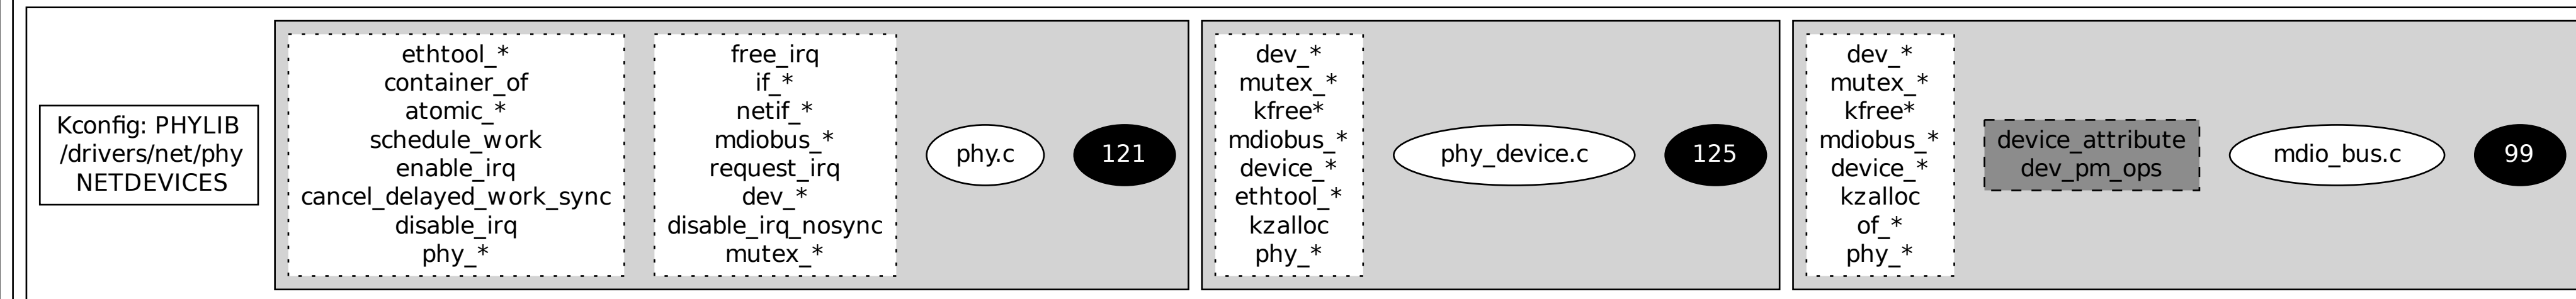 Kconfig: PHYLIB
/drivers/net/phy
NETDEVICES
ethtool_*
container_of
atomic_*
schedule_work
enable_irq
cancel_delayed_work_sync
disable_irq
phy_*
free_irq
if_*
netif_*
mdiobus_*
request_irq
dev_*
disable_irq_nosync
mutex_*
phy.c
121
dev_*
mutex_*
kfree*
mdiobus_*
device_*
ethtool_*
kzalloc
phy_*
phy_device.c
125
dev_*
mutex_*
kfree*
mdiobus_*
device_*
kzalloc
of_*
phy_*
device_attribute
dev_pm_ops
mdio_bus.c
99